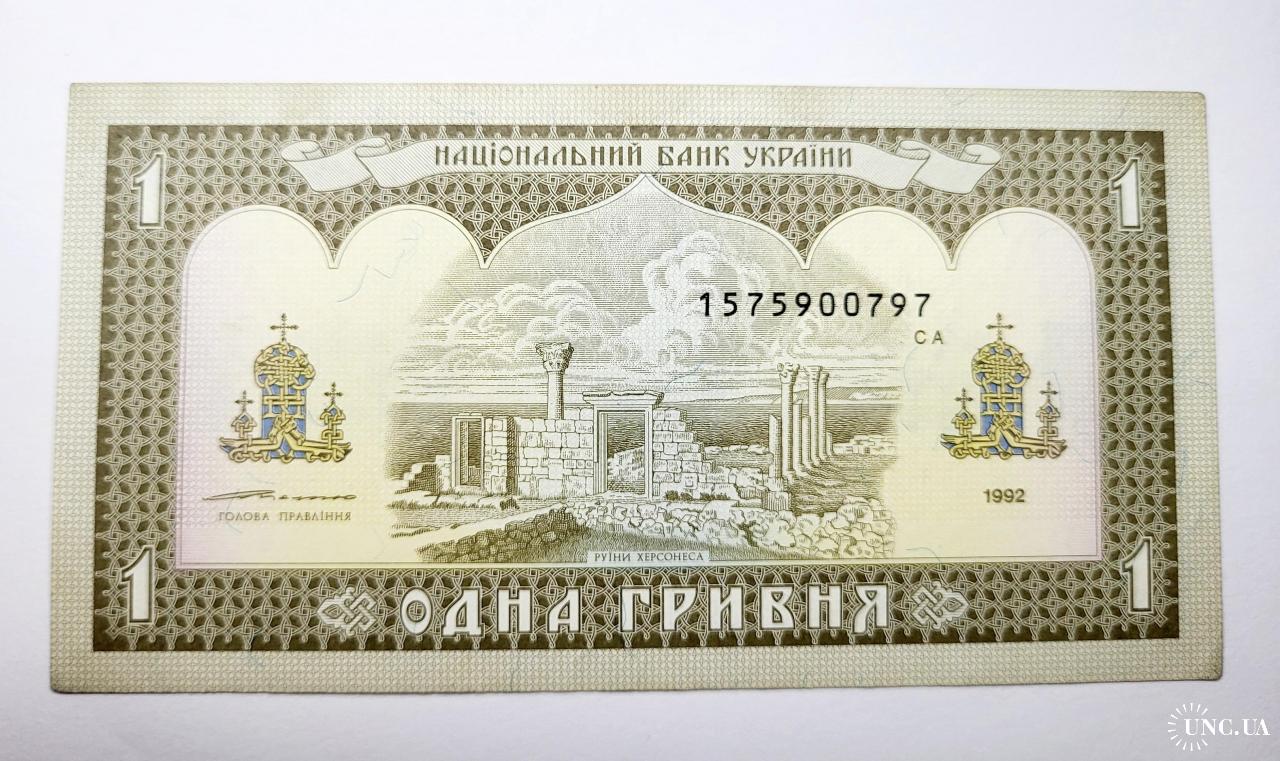 НАЦІОНАЛЬНИЙ БАНК УКРАЇНИ
1
1
1575900797
СА
1992
ГОЛОВА ПРАВЛІННЯ
РУЇНИ ХЕРСОНЕСА
1
1
ОДНА ГРИВНЯ
UNC.UA